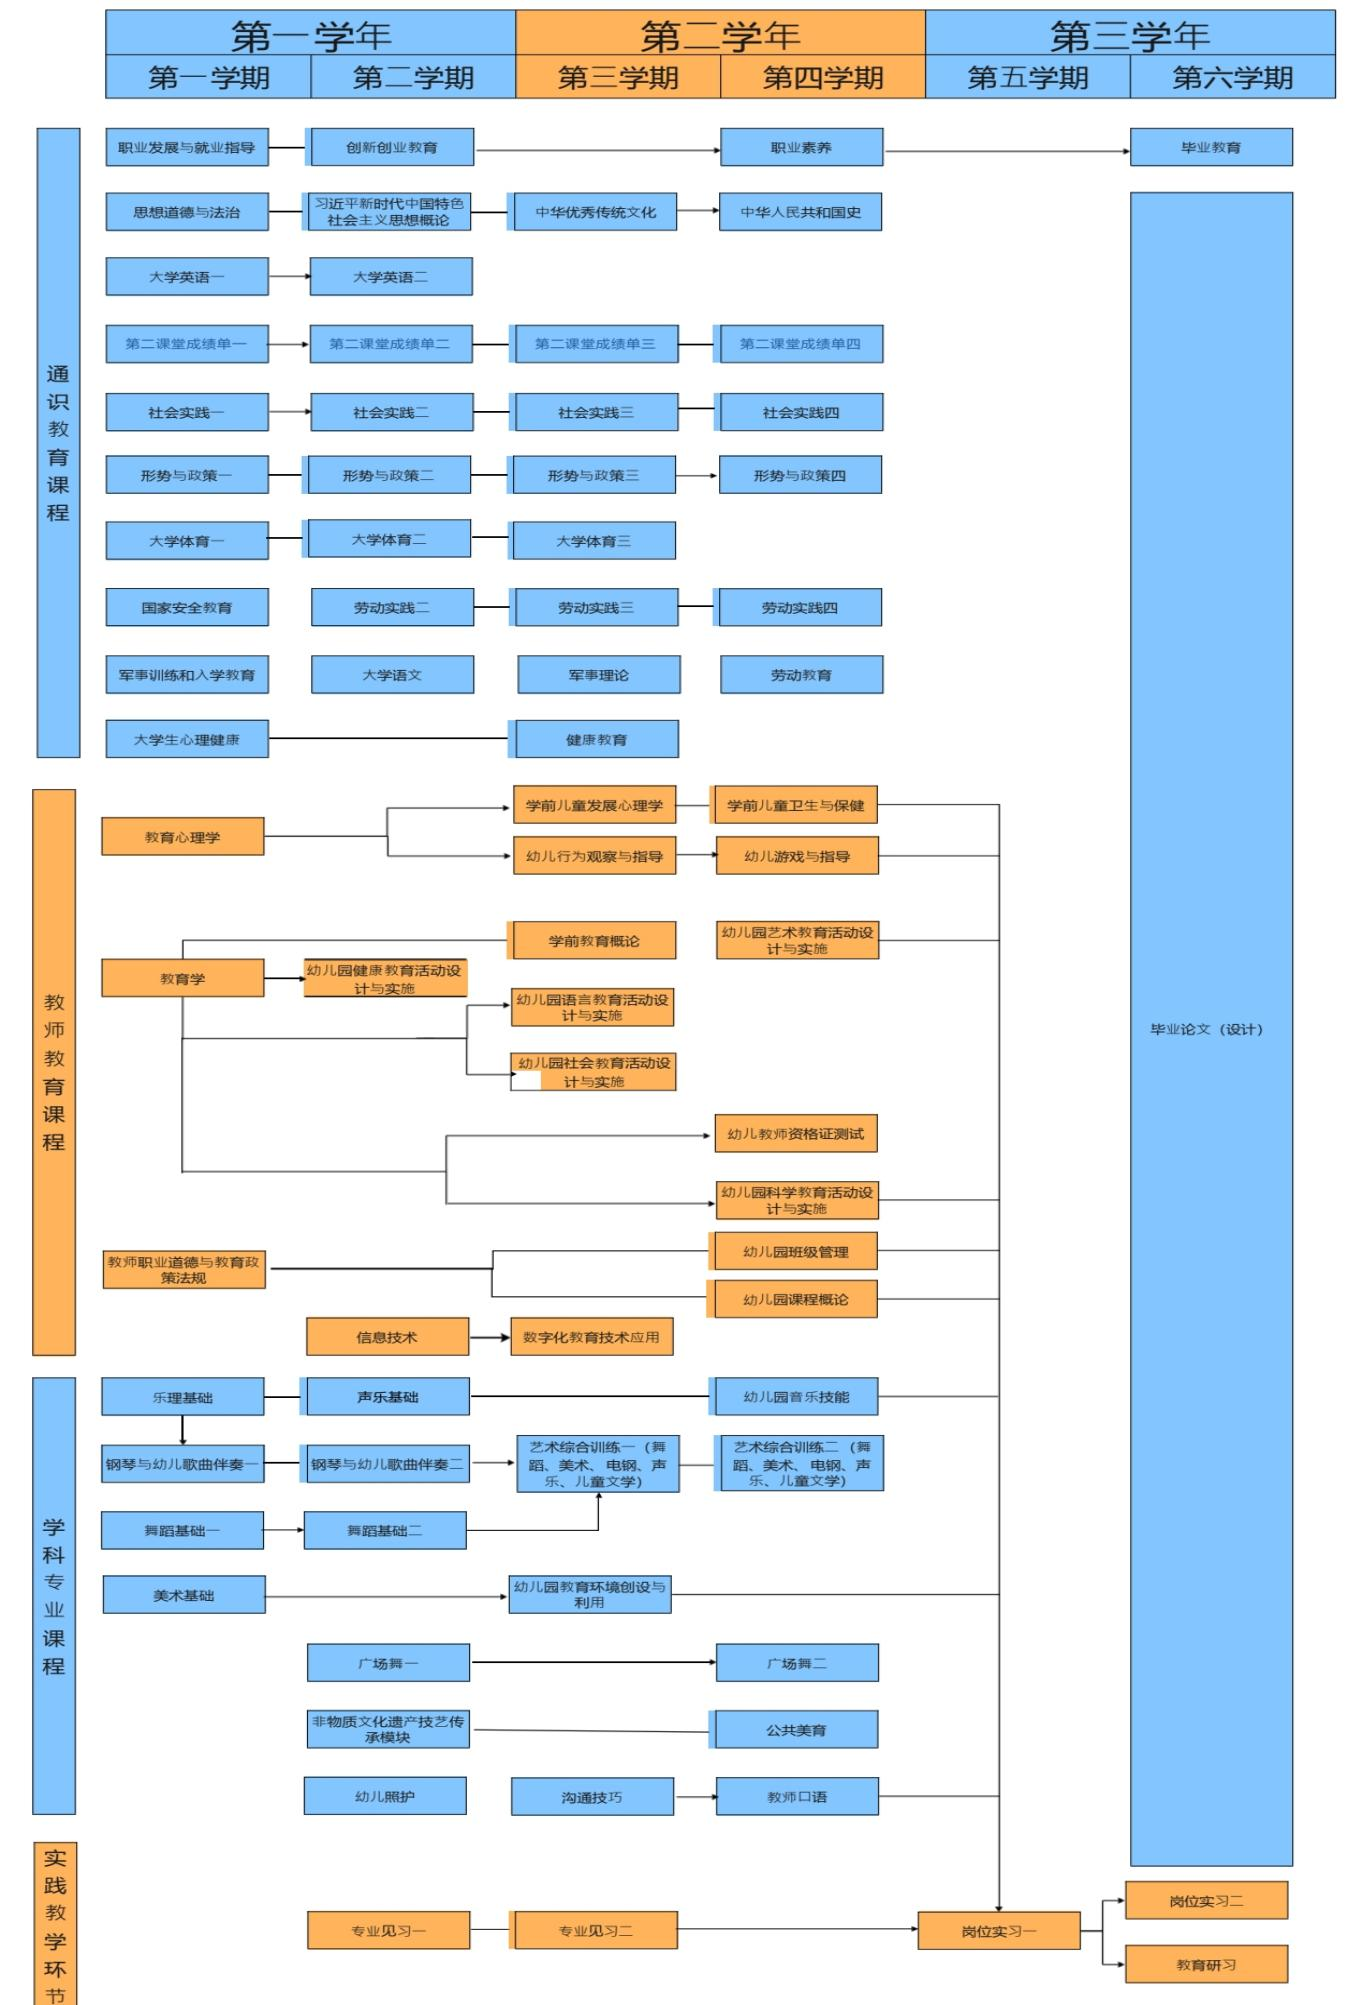 第一学年
第二学年
第三学年
第一学期
第二学期
第三学期
第四学期
第五学期
第六学期
通识教育课程
职业发展与就业指导
创新创业教育
职业素养
毕业教育
思想道德与法治
习近平新时代中国特色
社会主义思想概论
中华优秀传统文化
中华人民共和国史
大学英语一
大学英语二
第二课堂成绩单一
第二课堂成绩单二
第二课堂成绩单三
第二课堂成绩单四
社会实践一
社会实践二
社会实践三
社会实践四
形势与政策一
形势与政策二
形势与政策三
形势与政策四
大学体育一
大学体育二
大学体育三
国家安全教育
劳动实践二
劳动实践三
劳动实践四
军事训练和入学教育
大学语文
军事理论
劳动教育
大学生心理健康
健康教育
毕业论文（设计）
教师教育课程
教育心理学
学前儿童发展心理学
学前儿童卫生与保健
幼儿行为观察与指导
幼儿游戏与指导
学前教育概论
幼儿园艺术教育活动设
计与实施
教育学
幼儿园健康教育活动设
计与实施
幼儿园语言教育活动设
计与实施
幼儿园社会教育活动设
计与实施
幼儿教师资格证测试
幼儿园科学教育活动设
计与实施
教师职业道德与教育政
策法规
幼儿园班级管理
幼儿园课程概论
信息技术
数字化教育技术应用
学科专业课程
乐理基础
声乐基础
幼儿园音乐技能
钢琴与幼儿歌曲伴奏一
钢琴与幼儿歌曲伴奏二
艺术综合训练一（舞
蹈、美术、电钢、声
乐、儿童文学）
艺术综合训练二（舞
蹈、美术、电钢、声
乐、儿童文学）
舞蹈基础一
舞蹈基础二
美术基础
幼儿园教育环境创设与
利用
广场舞一
广场舞二
非物质文化遗产技艺传
承模块
公共美育
幼儿照护
沟通技巧
教师口语
实践教学环节
专业见习一
专业见习二
岗位实习一
岗位实习二
教育研习